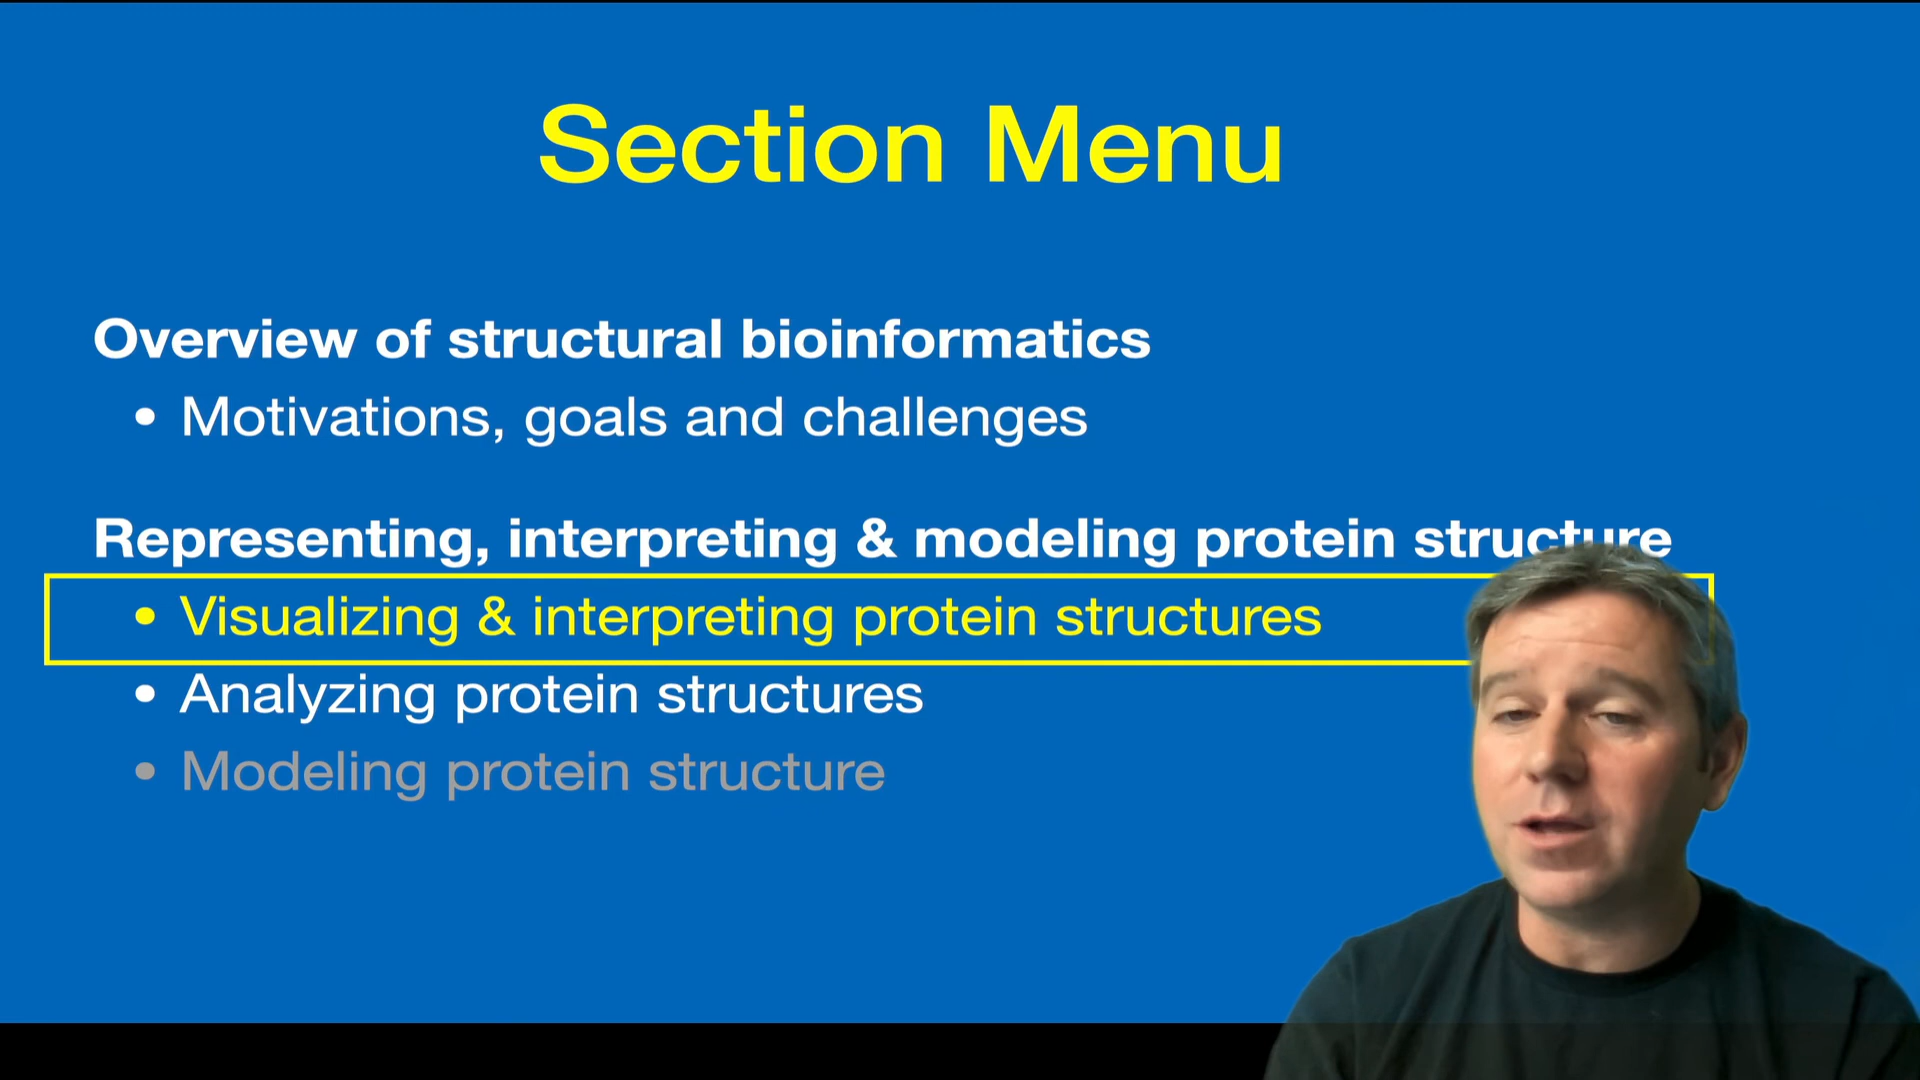 Section Menu
Overview of structural bioinformatics
• Motivations, goals and challenges
Representing, interpreting & modeling protein structure
• Visualizing & interpreting protein structures
• Analyzing protein structures
• Modeling protein structure